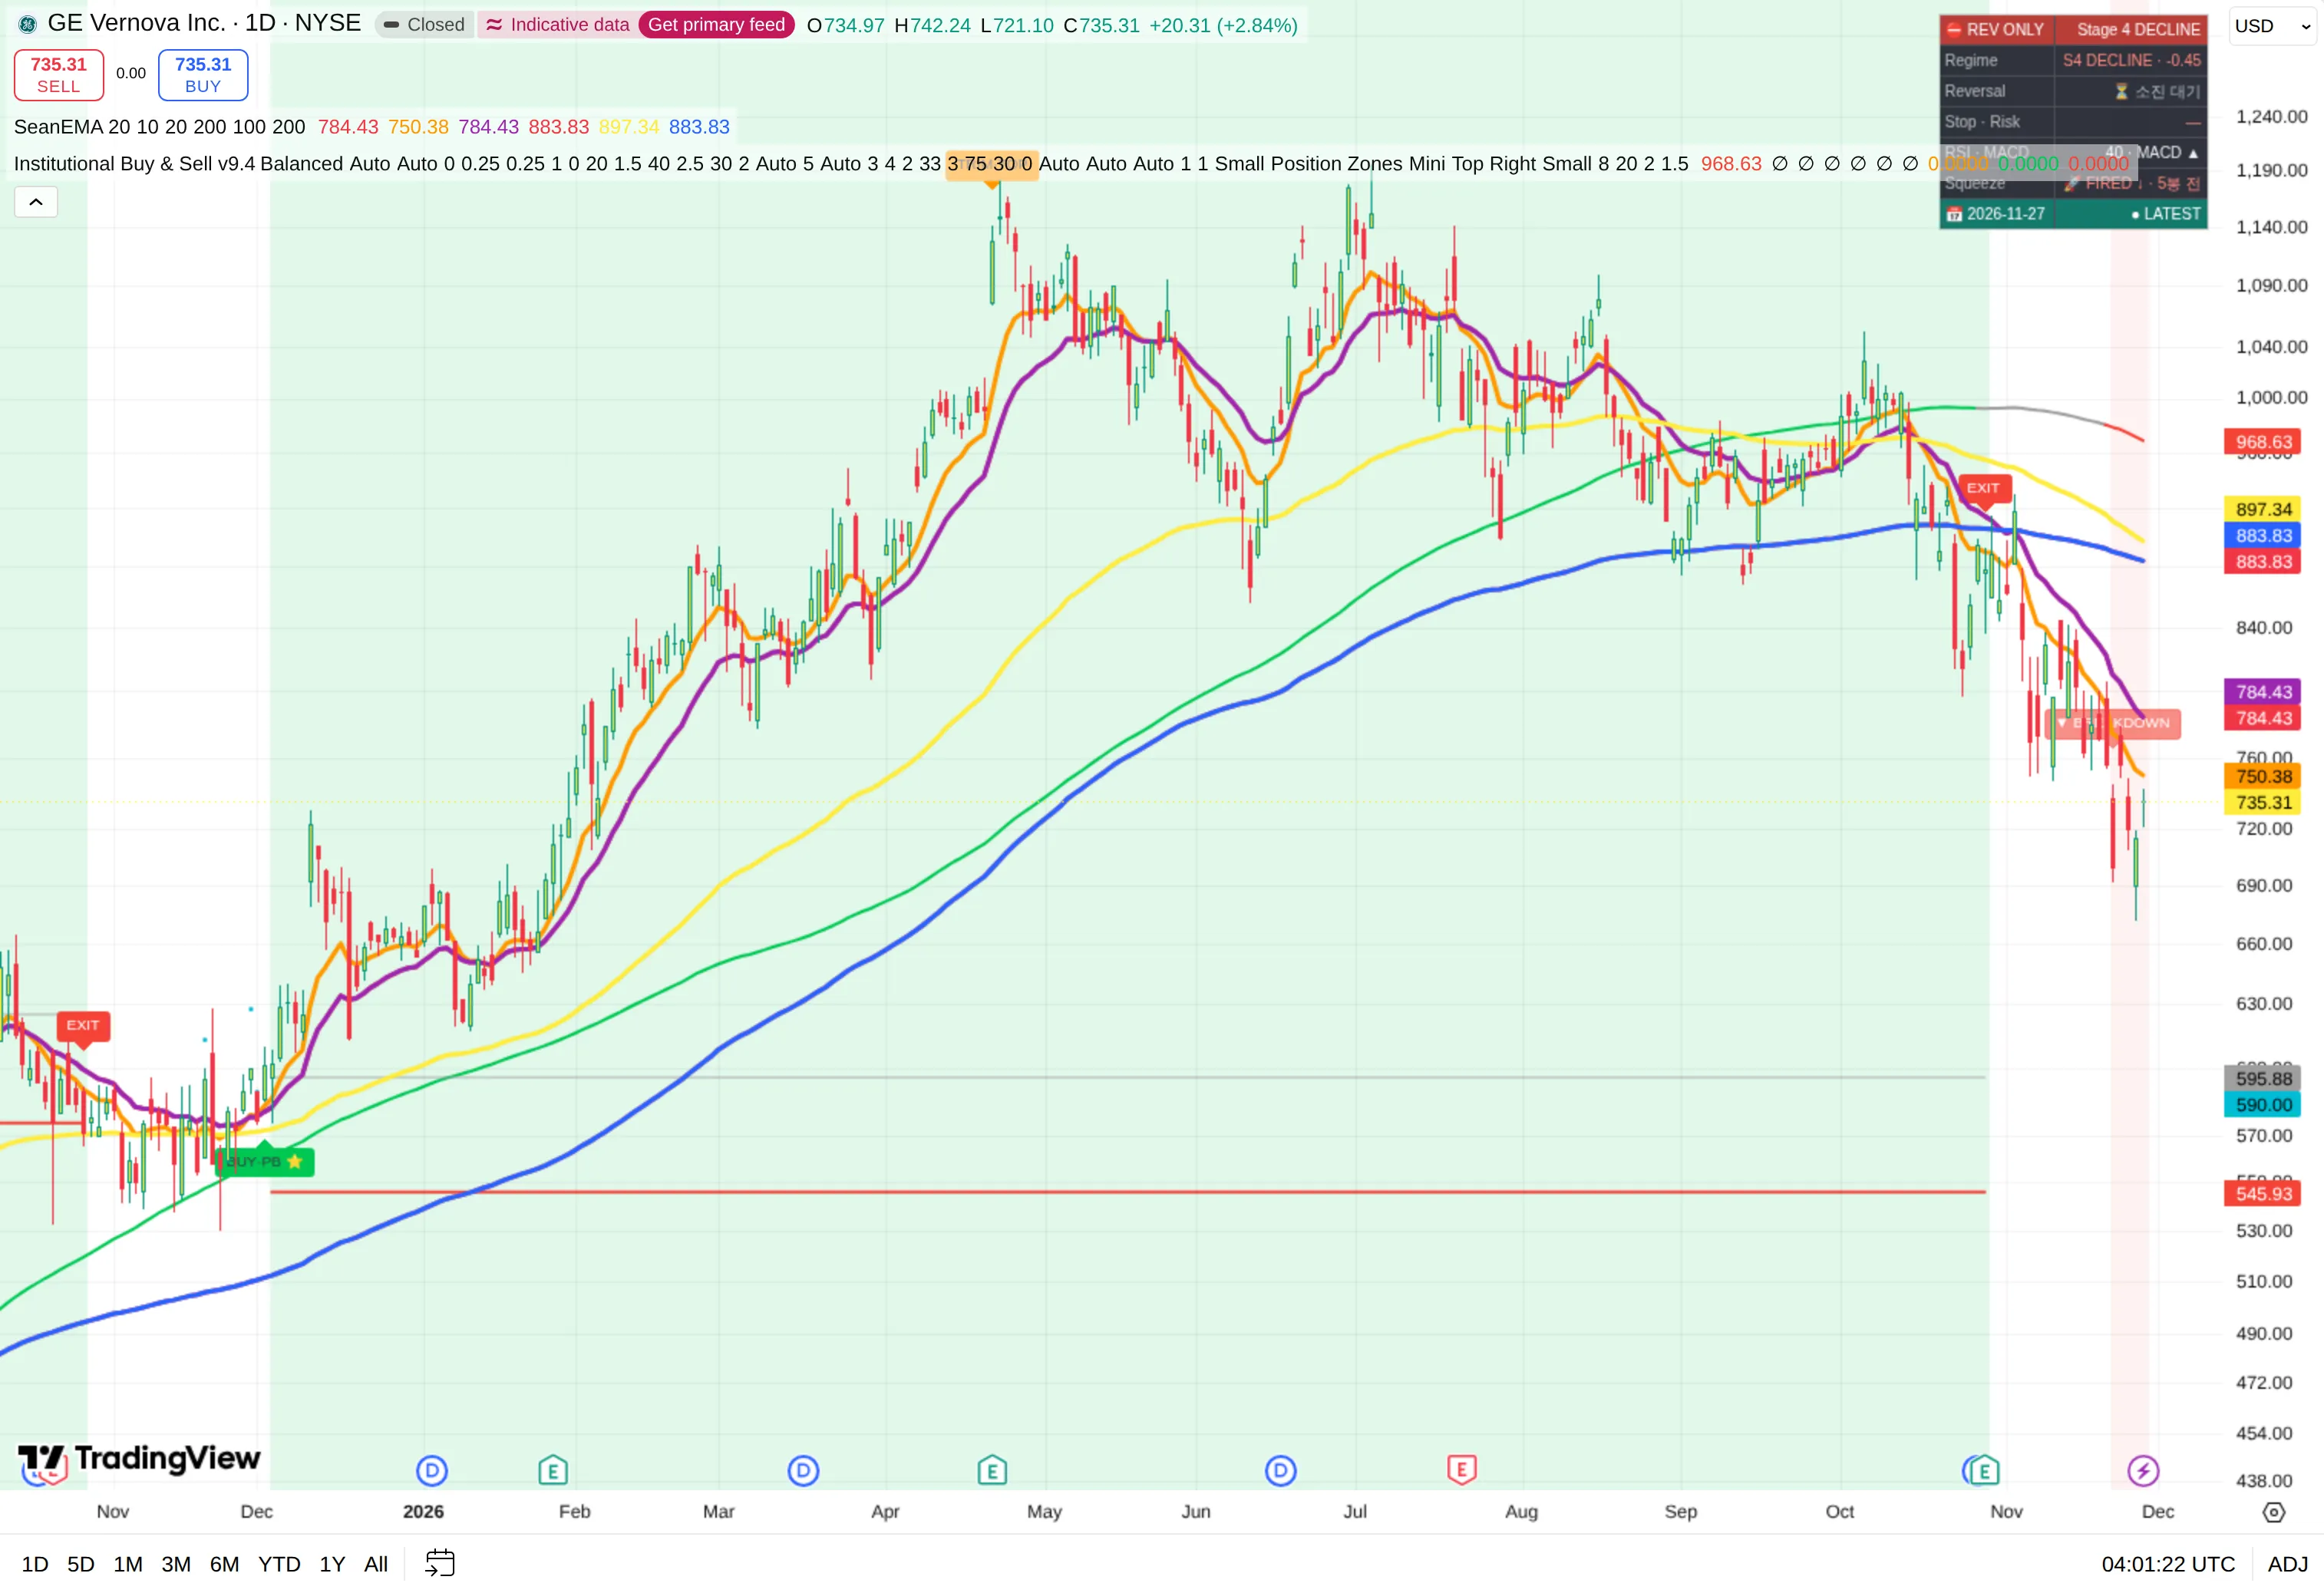 GE Vernova Inc. · 1D · NYSE Closed Indicative data Get primary feed O734.97 H742.24 L721.10 C735.31 +20.31 (+2.84%)
735.31 SELL
0.00
735.31 BUY
SeanEMA 20 10 20 200 100 200 784.43 750.38 784.43 883.83 897.34 883.83
Institutional Buy & Sell v9.4 Balanced Auto Auto 0 0.25 0.25 1 0 20 1.5 40 2.5 30 2 Auto 5 Auto 3 4 2 33 3 75 30 0 Auto Auto Auto 1 1 Small Position Zones Mini Top Right Small 8 20 2 1.5 968.63 ∅ ∅ ∅ ∅ ∅ ∅ 0.0000 0.0000 0.0000
REV ONLY Stage 4 DECLINE
Regime S4 DECLINE · -0.45
Reversal ⏳ 소진 대기
Stop · Risk —
RSI · MACD 40 · MACD ▲
Squeeze 🚀 FIRED ↓ · 5봉 전
📅 2026-11-27 ● LATEST
USD
1,240.00
1,190.00
1,140.00
1,090.00
1,040.00
1,000.00
968.63
897.34
883.83
883.83
840.00
784.43
784.43
760.00
750.38
735.31
720.00
690.00
660.00
630.00
595.88
590.00
570.00
545.93
530.00
510.00
490.00
472.00
454.00
438.00
EXIT
KDOWN
EXIT
BUY-PB ⭐
TradingView
E
D
E
D
E
D
E
E
Nov Dec 2026 Feb Mar Apr May Jun Jul Aug Sep Oct Nov Dec
1D 5D 1M 3M 6M YTD 1Y All
04:01:22 UTC ADJ